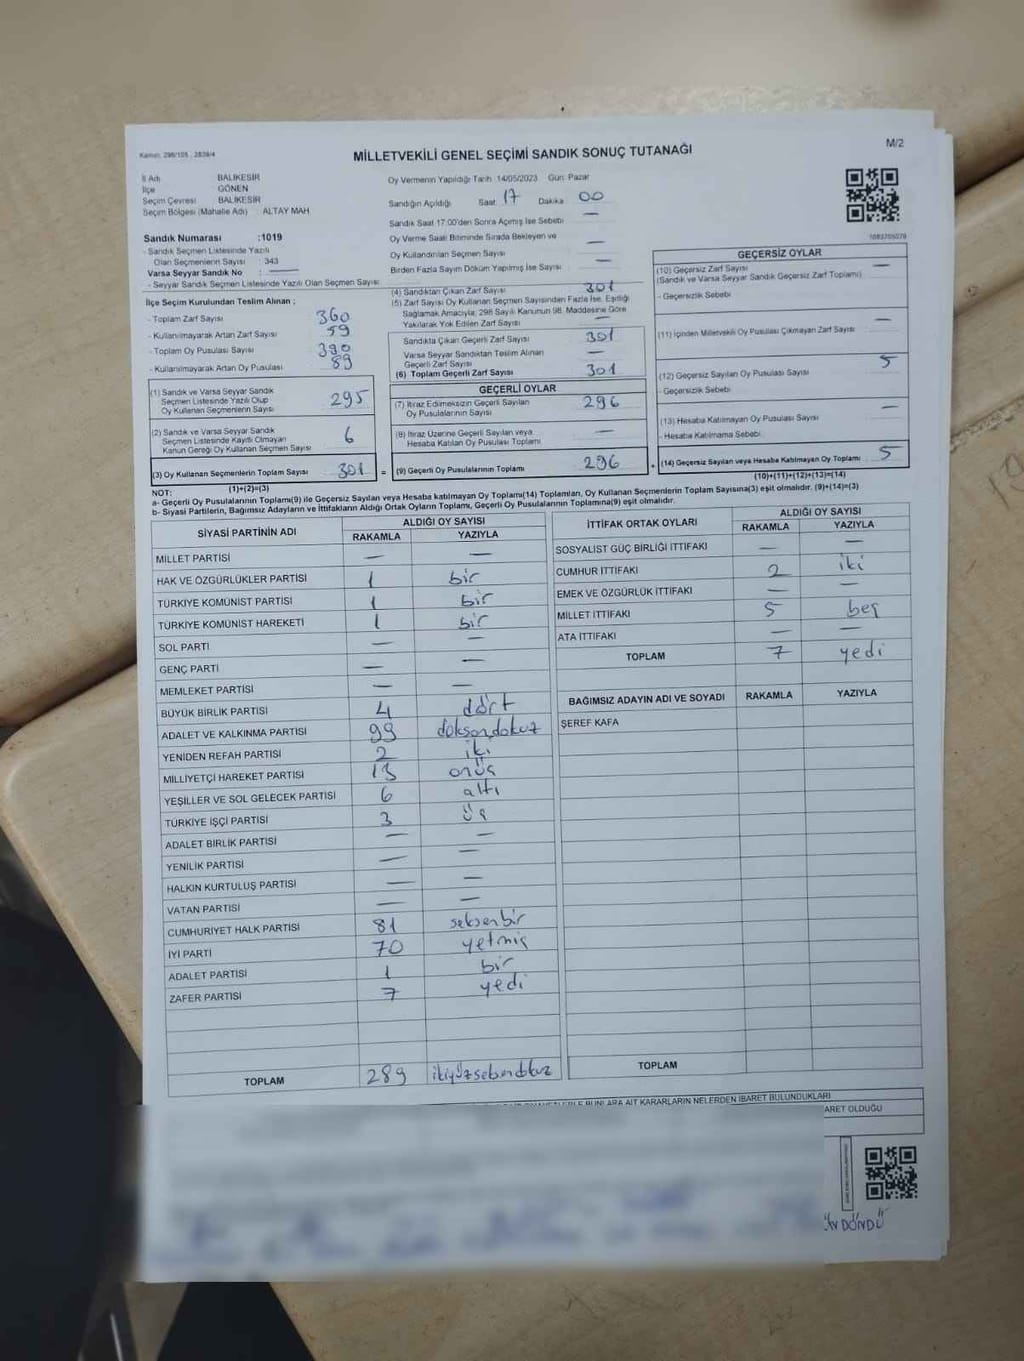 Kanun: 298/105 , 2839/4
M/2
MİLLETVEKİLİ GENEL SEÇİMİ SANDIK SONUÇ TUTANAĞI
İl Adı : BALIKESİR
İlçe : GÖNEN
Seçim Çevresi : BALIKESİR
Seçim Bölgesi (Mahalle Adı) : ALTAY MAH
Sandık Numarası :1019
- Sandık Seçmen Listesinde Yazılı
Olan Seçmenlerin Sayısı : 343
Varsa Seyyar Sandık No : —
- Seyyar Seçmen Listesinde Yazılı Olan Seçmen Sayısı:
İlçe Seçim Kurulundan Teslim Alınan ;
- Toplam Zarf Sayısı 360
- Kullanılmayarak Artan Zarf Sayısı 59
- Toplam Oy Pusulası Sayısı 390
- Kullanılmayarak Artan Oy Pusulası 89
(1) Sandık ve Varsa Seyyar Sandık
Seçmen Listesinde Yazılı Olup
Oy Kullanan Seçmenlerin Sayısı 295
(2) Sandık ve Varsa Seyyar Sandık
Seçmen Listesinde Kayıtlı Olmayan
Kanun Gereği Oy Kullanan Seçmen Sayısı 6
(3) Oy Kullanan Seçmenlerin Toplam Sayısı 301 =
(1)+(2)=(3)
Oy Vermenin Yapıldığı Tarih 14/05/2023 Gün: Pazar
Sandığın Açıldığı Saat 17 Dakika 00
Sandık Saat 17:00'den Sonra Açılmış İse Sebebi —
Oy Verme Saati Bitiminde Sırada Bekleyen ve
Oy Kullandırılan Seçmen Sayısı —
Birden Fazla Sayım Döküm Yapılmış İse Sayısı —
(4) Sandıktan Çıkan Zarf Sayısı 301
(5) Zarf Sayısı Oy Kullanan Seçmen Sayısından Fazla İse, Eşitliği
Sağlamak Amacıyla, 298 Sayılı Kanunun 98. Maddesine Göre
Yakılarak Yok Edilen Zarf Sayısı —
Sandıkta Çıkan Geçerli Zarf Sayısı 301
Varsa Seyyar Sandıktan Teslim Alınan
Geçerli Zarf Sayısı —
(6) Toplam Geçerli Zarf Sayısı 301
GEÇERLİ OYLAR
(7) İtiraz Edilmeksizin Geçerli Sayılan
Oy Pusulalarının Sayısı 296
(8) İtiraz Üzerine Geçerli Sayılan veya
Hesaba Katılan Oy Pusulası Toplamı —
(9) Geçerli Oy Pusulalarının Toplamı 296 +
GEÇERSİZ OYLAR
(10) Geçersiz Zarf Sayısı —
(Sandık ve Varsa Seyyar Sandık Geçersiz Zarf Toplamı)
- Geçersizlik Sebebi
(11) İçinden Milletvekili Oy Pusulası Çıkmayan Zarf Sayısı —
(12) Geçersiz Sayılan Oy Pusulası Sayısı 5
- Geçersizlik Sebebi
(13) Hesaba Katılmayan Oy Pusulası Sayısı —
- Hesaba Katılmama Sebebi
(14) Geçersiz Sayılan veya Hesaba Katılmayan Oy Toplamı 5
(10)+(11)+(12)+(13)=(14)
NOT:
a- Geçerli Oy Pusulalarının Toplamı(9) ile Geçersiz Sayılan veya Hesaba katılmayan Oy Toplamı(14) Toplamları, Oy Kullanan Seçmenlerin Toplam Sayısına(3) eşit olmalıdır. (9)+(14)=(3)
b- Siyasi Partilerin, Bağımsız Adayların ve İttifakların Aldığı Ortak Oyların Toplamı, Geçerli Oy Pusulalarının Toplamına(9) eşit olmalıdır.
SİYASİ PARTİNİN ADI ALDIĞI OY SAYISI
RAKAMLA YAZIYLA
MİLLET PARTİSİ — —
HAK VE ÖZGÜRLÜKLER PARTİSİ 1 bir
TÜRKİYE KOMÜNİST PARTİSİ 1 bir
TÜRKİYE KOMÜNİST HAREKETİ 1 bir
SOL PARTİ — —
GENÇ PARTİ — —
MEMLEKET PARTİSİ — —
BÜYÜK BİRLİK PARTİSİ 4 dört
ADALET VE KALKINMA PARTİSİ 99 doksandokuz
YENİDEN REFAH PARTİSİ 2 iki
MİLLİYETÇİ HAREKET PARTİSİ 13 onüç
YEŞİLLER VE SOL GELECEK PARTİSİ 6 altı
TÜRKİYE İŞÇİ PARTİSİ 3 üç
ADALET BİRLİK PARTİSİ — —
YENİLİK PARTİSİ — —
HALKIN KURTULUŞ PARTİSİ — —
VATAN PARTİSİ — —
CUMHURİYET HALK PARTİSİ 81 seksenbir
İYİ PARTİ 70 yetmiş
ADALET PARTİSİ 1 bir
ZAFER PARTİSİ 7 yedi
TOPLAM 289 ikiyüzseksendokuz
İTTİFAK ORTAK OYLARI ALDIĞI OY SAYISI
RAKAMLA YAZIYLA
SOSYALİST GÜÇ BİRLİĞİ İTTİFAKI — —
CUMHUR İTTİFAKI 2 iki
EMEK VE ÖZGÜRLÜK İTTİFAKI — —
MİLLET İTTİFAKI 5 beş
ATA İTTİFAKI — —
TOPLAM 7 yedi
BAĞIMSIZ ADAYIN ADI VE SOYADI RAKAMLA YAZIYLA
ŞEREF KAFA
TOPLAM
BUNLARA AİT KARARLARIN NELERDEN İBARET BULUNDUKLARI
ARET OLDUĞU
DÖNDÜ